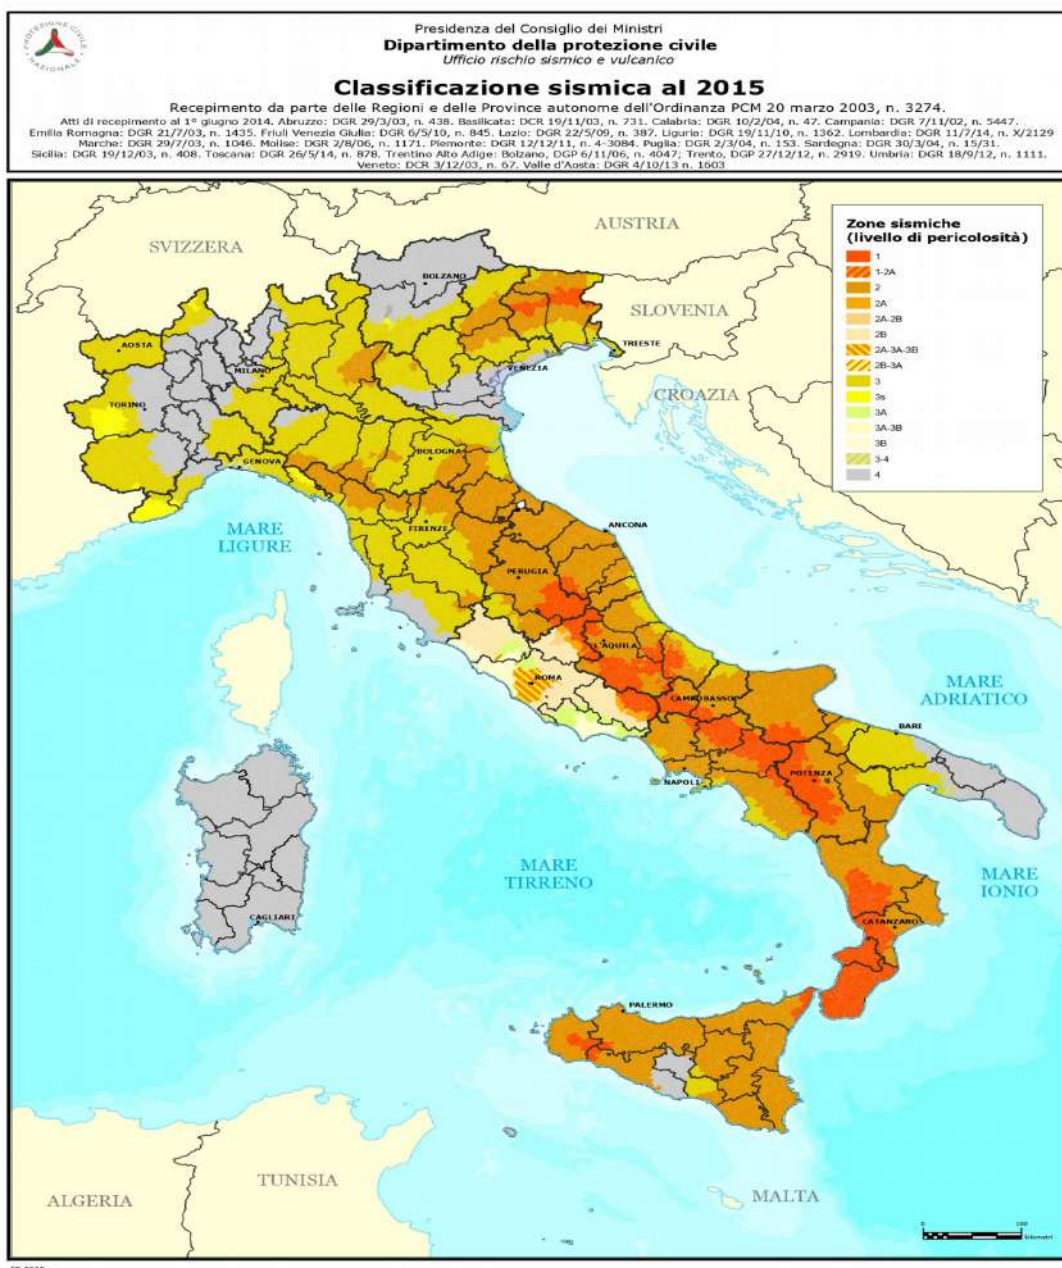 PROTEZIONE CIVILE
NAZIONALE
Presidenza del Consiglio dei Ministri
Dipartimento della protezione civile
Ufficio rischio sismico e vulcanico
Classificazione sismica al 2015
Recepimento da parte delle Regioni e delle Province autonome dell'Ordinanza PCM 20 marzo 2003, n. 3274.
Atti di recepimento al 1° giugno 2014. Abruzzo: DGR 29/3/03, n. 438. Basilicata: DCR 19/11/03, n. 731. Calabria: DGR 10/2/04, n. 47. Campania: DGR 7/11/02, n. 5447.
Emilia Romagna: DGR 21/7/03, n. 1435. Friuli Venezia Giulia: DGR 6/5/10, n. 845. Lazio: DGR 22/5/09, n. 387. Liguria: DGR 19/11/10, n. 1362. Lombardia: DGR 11/7/14, n. X/2129
Marche: DGR 29/7/03, n. 1046. Molise: DGR 2/8/06, n. 1171. Piemonte: DGR 12/12/11, n. 4-3084. Puglia: DGR 2/3/04, n. 153. Sardegna: DGR 30/3/04, n. 15/31.
Sicilia: DGR 19/12/03, n. 408. Toscana: DGR 26/5/14, n. 878. Trentino Alto Adige: Bolzano, DGP 6/11/06, n. 4047; Trento, DGP 27/12/12, n. 2919. Umbria: DGR 18/9/12, n. 1111.
Veneto: DCR 3/12/03, n. 67. Valle d'Aosta: DGR 4/10/13 n. 1603
Zone sismiche
(livello di pericolosità)
1
1-2A
2
2A
2A-2B
2B
2A-3A-3B
2B-3A
3
3s
3A
3A-3B
3B
3-4
4
AUSTRIA
SVIZZERA
BOLZANO
SLOVENIA
AOSTA
TRIESTE
MILANO
VENEZIA
CROAZIA
TORINO
BOLOGNA
GENOVA
MARE
LIGURE
FIRENZE
ANCONA
PERUGIA
L'AQUILA
ROMA
CAMPOBASSO
MARE
ADRIATICO
BARI
NAPOLI
POTENZA
MARE
TIRRENO
MARE
IONIO
CAGLIARI
CATANZARO
PALERMO
TUNISIA
ALGERIA
MALTA
0
100
kilometri